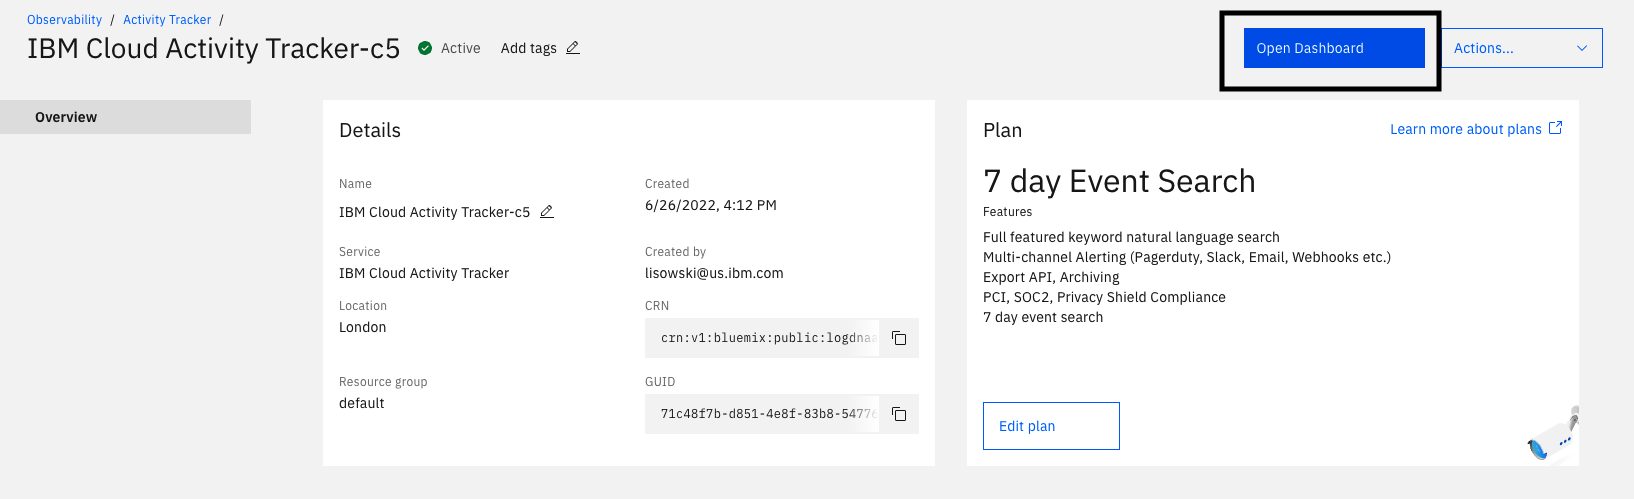 Observability / Activity Tracker /
IBM Cloud Activity Tracker-c5 Active Add tags
Open Dashboard
Actions...
Overview
Details
Name
IBM Cloud Activity Tracker-c5
Created
6/26/2022, 4:12 PM
Service
IBM Cloud Activity Tracker
Created by
lisowski@us.ibm.com
Location
London
CRN
crn:v1:bluemix:public:logdnaa
Resource group
default
GUID
71c48f7b-d851-4e8f-83b8-54776
Plan
Learn more about plans
7 day Event Search
Features
Full featured keyword natural language search
Multi-channel Alerting (Pagerduty, Slack, Email, Webhooks etc.)
Export API, Archiving
PCI, SOC2, Privacy Shield Compliance
7 day event search
Edit plan